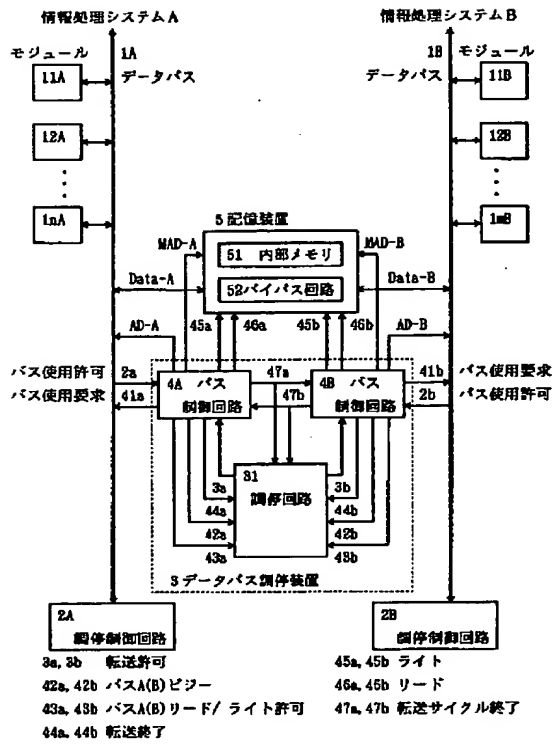 情報処理システムA
情報処理システムB
1A
1B
モジュール
モジュール
データバス
データバス
11A
11B
12A
12B
1nA
1mB
5 記憶装置
MAD-A
MAD-B
51 内部メモリ
52バイパス回路
Data-A
Data-B
45a
46a
45b
46b
AD-A
AD-B
バス使用許可
2a
4A バス
制御回路
47a
4B バス
制御回路
41b
バス使用要求
バス使用要求
41a
47b
2b
バス使用許可
31
調停回路
3a
3b
44a
44b
42a
42b
43a
43b
3 データバス調停装置
2A
調停制御回路
2B
調停制御回路
3a, 3b 転送許可
45a, 45b ライト
42a, 42b バスA(B)ビジー
46a, 45b リード
43a, 43b バスA(B)リード/ ライト許可
47a, 47b 転送サイクル終了
44a, 44b 転送終了